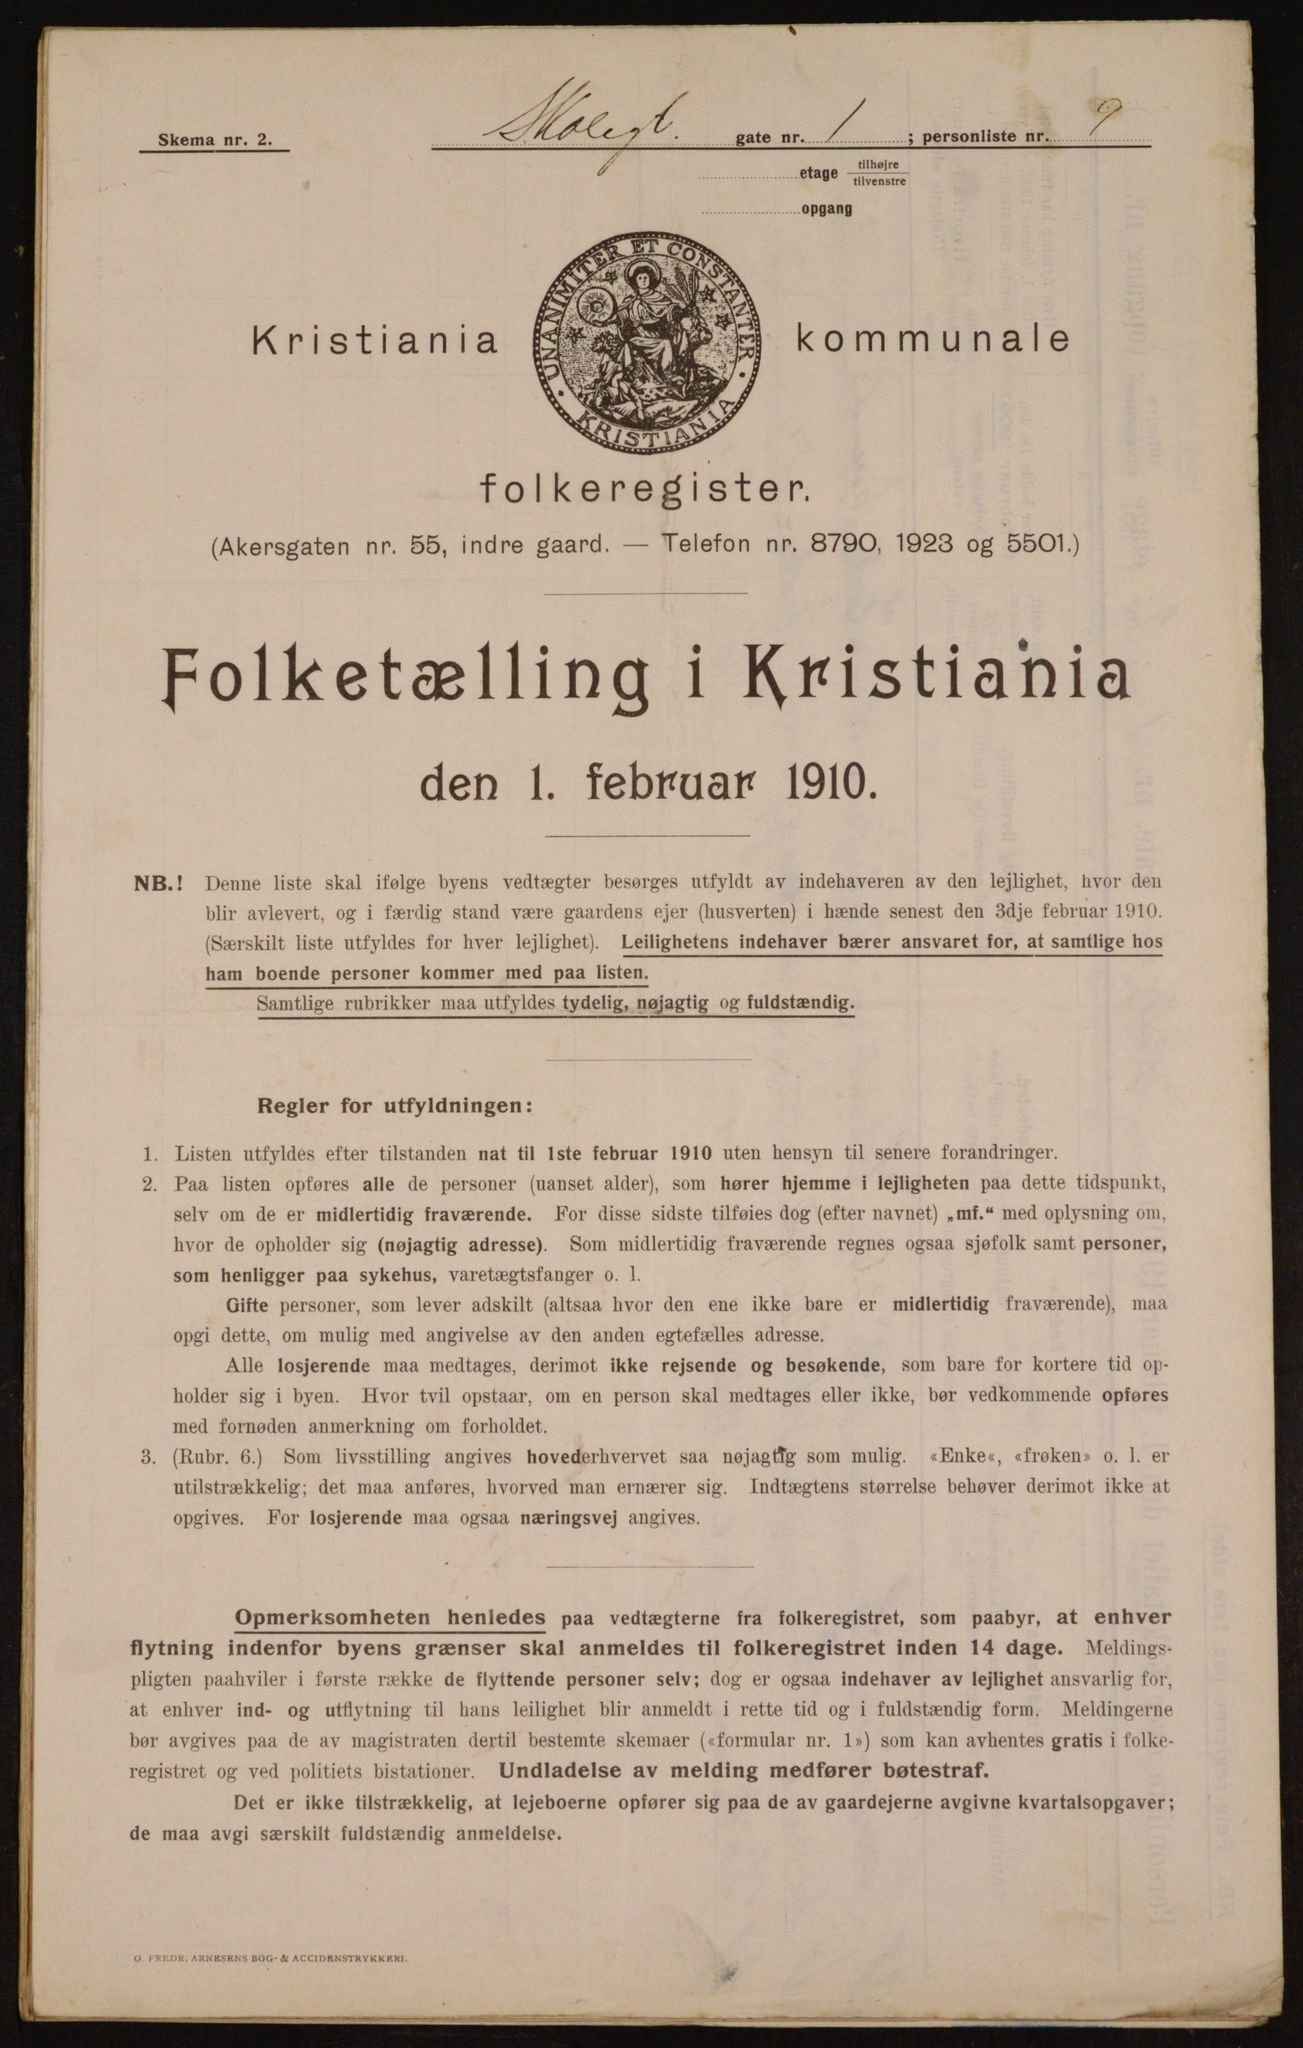 Skema nr. 2.
Skolegt. gate nr. 1 ; personliste nr. 9
etage tilhøjre
tilvenstre
opgang
UNANIMITER ET CONSTANTER
KRISTIANIA
Kristiania kommunale
folkeregister.
(Akersgaten nr. 55, indre gaard. — Telefon nr. 8790, 1923 og 5501.)
Folketælling i Kristiania
den 1. februar 1910.
NB.! Denne liste skal ifølge byens vedtægter besørges utfyldt av indehaveren av den lejlighet, hvor den
blir avlevert, og i færdig stand være gaardens ejer (husverten) i hænde senest den 3dje februar 1910.
(Særskilt liste utfyldes for hver lejlighet). Leilighetens indehaver bærer ansvaret for, at samtlige hos
ham boende personer kommer med paa listen.
Samtlige rubrikker maa utfyldes tydelig, nøjagtig og fuldstændig.
Regler for utfyldningen:
1. Listen utfyldes efter tilstanden nat til 1ste februar 1910 uten hensyn til senere forandringer.
2. Paa listen opføres alle de personer (uanset alder), som hører hjemme i lejligheten paa dette tidspunkt,
selv om de er midlertidig fraværende. For disse sidste tilføies dog (efter navnet) „mf.“ med oplysning om,
hvor de opholder sig (nøjagtig adresse). Som midlertidig fraværende regnes ogsaa sjøfolk samt personer,
som henligger paa sykehus, varetægtsfanger o. l.
Gifte personer, som lever adskilt (altsaa hvor den ene ikke bare er midlertidig fraværende), maa
opgi dette, om mulig med angivelse av den anden egtefælles adresse.
Alle losjerende maa medtages, derimot ikke rejsende og besøkende, som bare for kortere tid op-
holder sig i byen. Hvor tvil opstaar, om en person skal medtages eller ikke, bør vedkommende opføres
med fornøden anmerkning om forholdet.
3. (Rubr. 6.) Som livsstilling angives hovederhvervet saa nøjagtig som mulig. «Enke«, «frøken» o. l. er
utilstrækkelig; det maa anføres, hvorved man ernærer sig. Indtægtens størrelse behøver derimot ikke at
opgives. For losjerende maa ogsaa næringsvej angives.
Opmerksomheten henledes paa vedtægterne fra folkeregistret, som paabyr, at enhver
flytning indenfor byens grænser skal anmeldes til folkeregistret inden 14 dage. Meldings-
pligten paahviler i første række de flyttende personer selv; dog er ogsaa indehaver av lejlighet ansvarlig for,
at enhver ind- og utflytning til hans leilighet blir anmeldt i rette tid og i fuldstændig form. Meldingerne
bør avgives paa de av magistraten dertil bestemte skemaer («formular nr. 1») som kan avhentes gratis i folke-
registret og ved politiets bistationer. Undladelse av melding medfører bøtestraf.
Det er ikke tilstrækkelig, at lejeboerne opfører sig paa de av gaardejerne avgivne kvartalsopgaver;
de maa avgi særskilt fuldstændig anmeldelse.
O. FREDR. ARNESENS BOG- & ACCIDENSTRYKKERI.